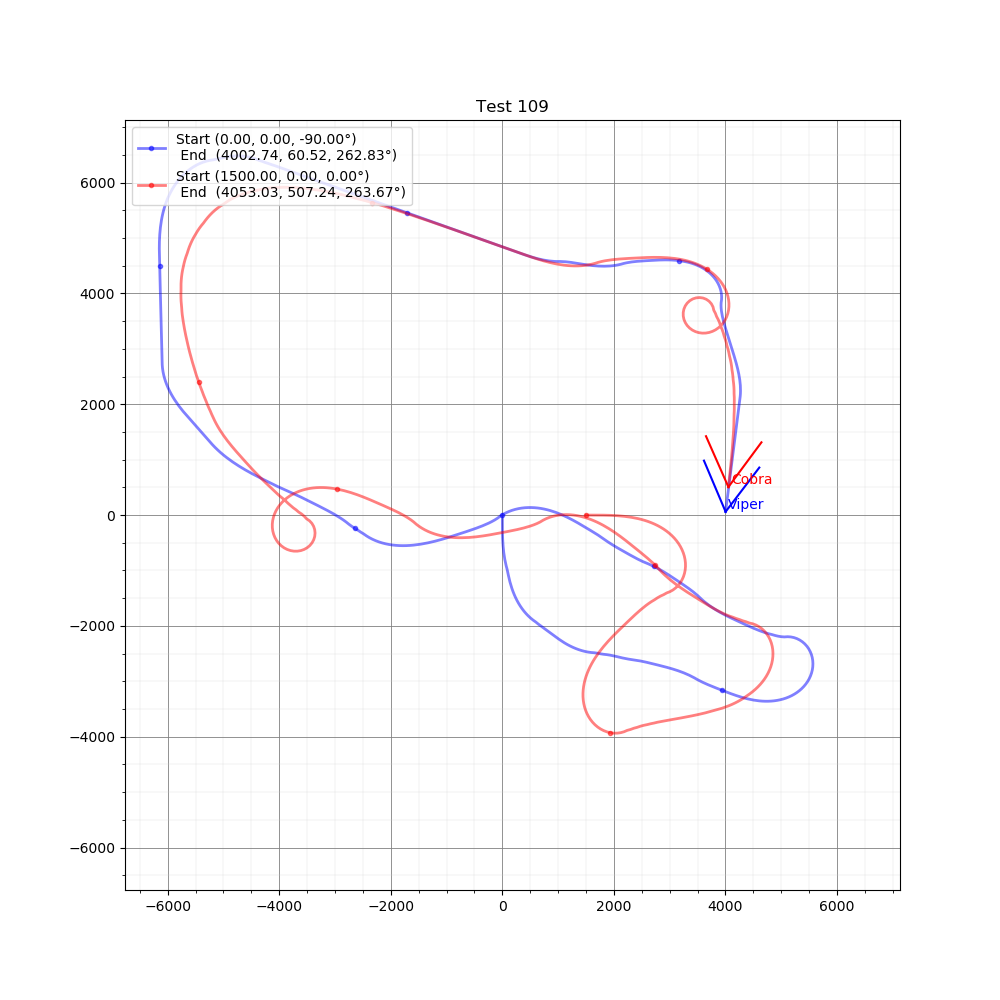 Test 109
Start (0.00, 0.00, -90.00°)
End (4002.74, 60.52, 262.83°)
Start (1500.00, 0.00, 0.00°)
End (4053.03, 507.24, 263.67°)
6000
4000
2000
0
−2000
−4000
−6000
Cobra
Viper
−6000 −4000 −2000 0 2000 4000 6000